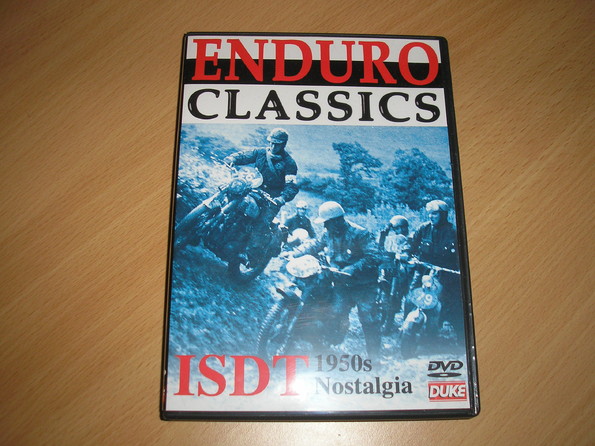 ENDURO
CLASSICS
ISDT
1950s
Nostalgia
DVD
DUKE